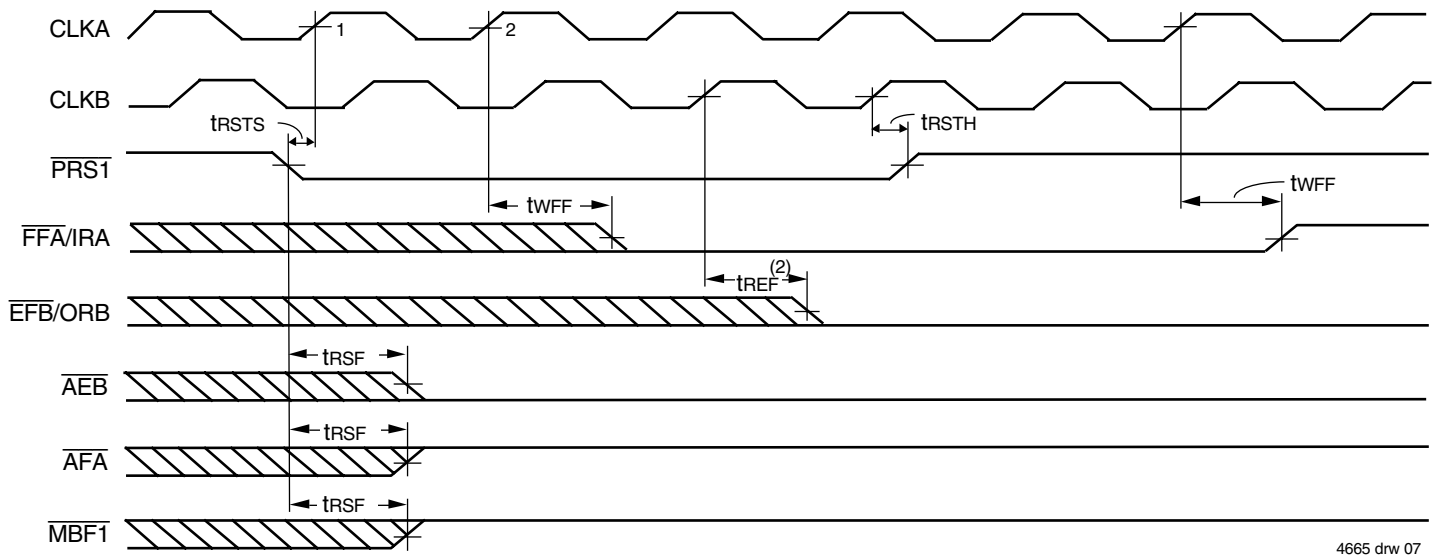 CLKA
1
2
CLKB
tRSTS
tRSTH
PRS1
tWFF
tWFF
FFA/IRA
tREF(2)
EFB/ORB
tRSF
AEB
tRSF
AFA
tRSF
MBF1
4665 drw 07